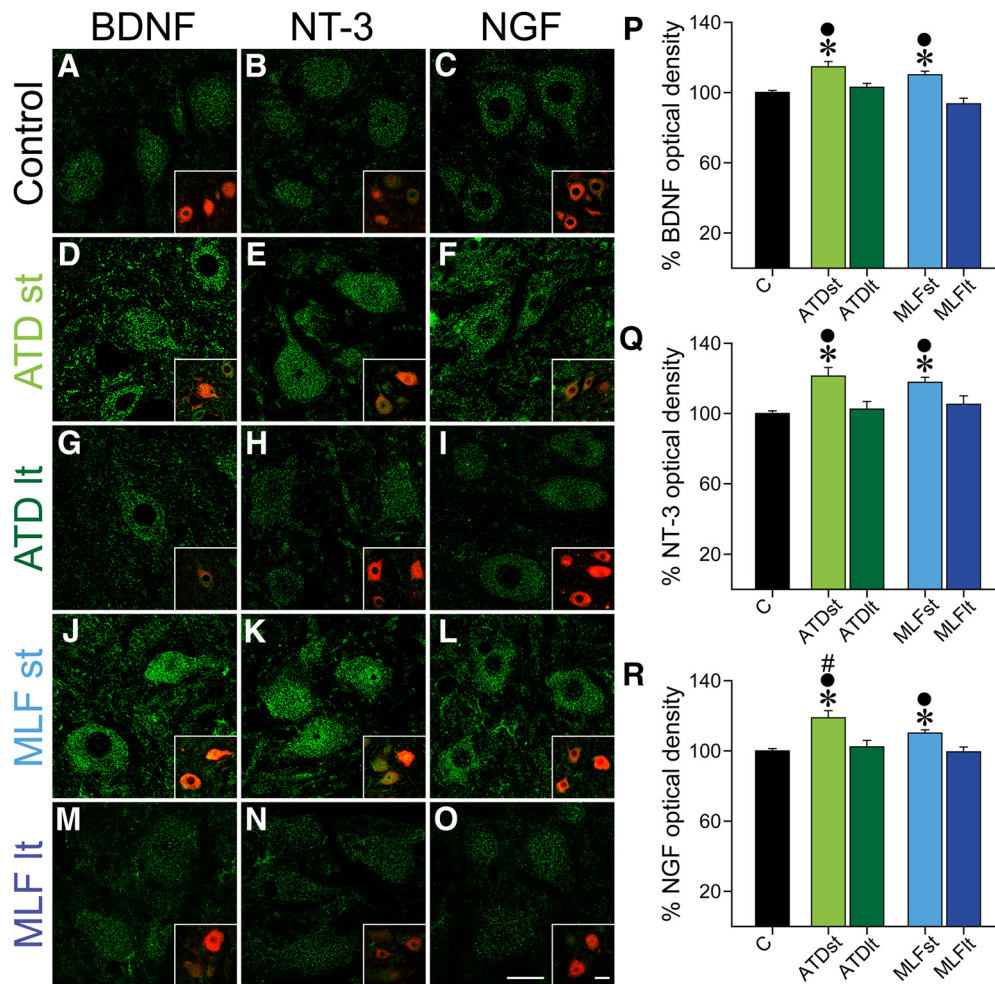 BDNF NT-3 NGF
Control
A B C
ATD st
D E F
ATD lt
G H I
MLF st
J K L
MLF lt
M N O
P
% BDNF optical density
140
100
60
20
● ●
* *
C ATDst ATDlt MLFst MLFlt
Q
% NT-3 optical density
140
100
60
20
● ●
* *
C ATDst ATDlt MLFst MLFlt
R
% NGF optical density
140
100
60
20
#
● ●
* *
C ATDst ATDlt MLFst MLFlt